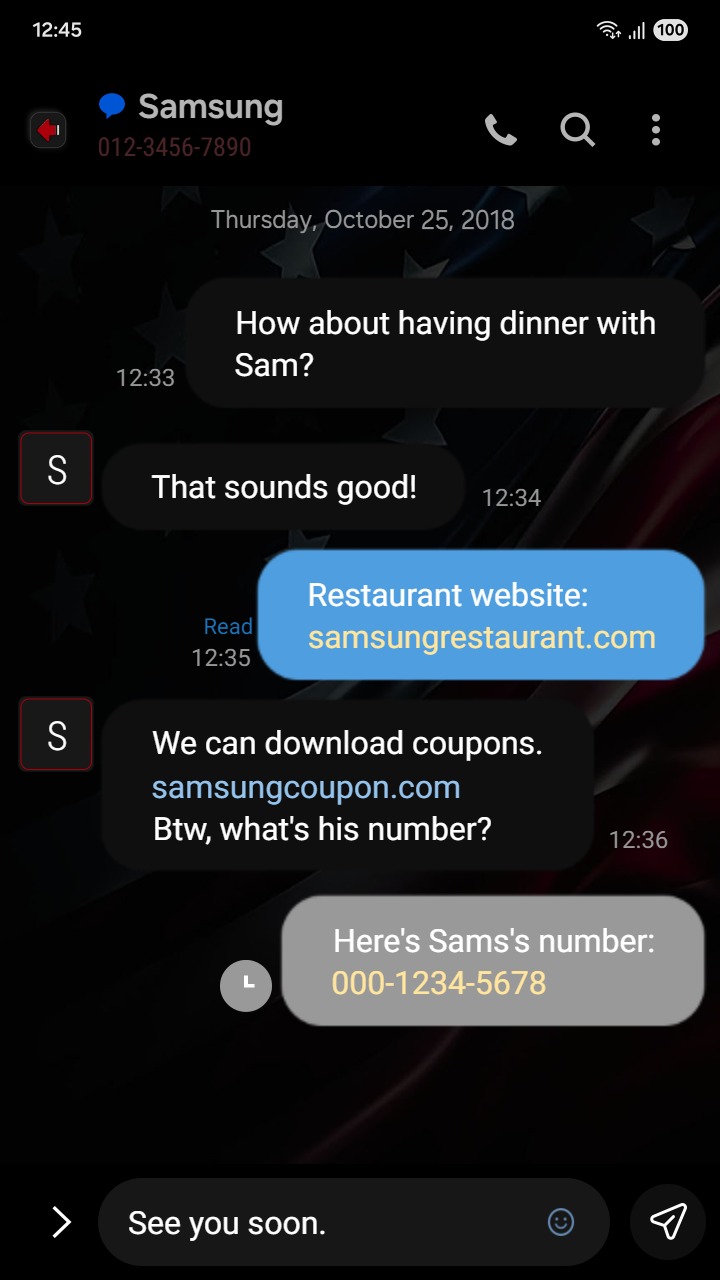 12:45
100
Samsung
012-3456-7890
Thursday, October 25, 2018
How about having dinner with
Sam?
12:33
S
That sounds good!
12:34
Restaurant website:
samsungrestaurant.com
Read
12:35
S
We can download coupons.
samsungcoupon.com
Btw, what's his number?
12:36
Here's Sams's number:
000-1234-5678
See you soon.